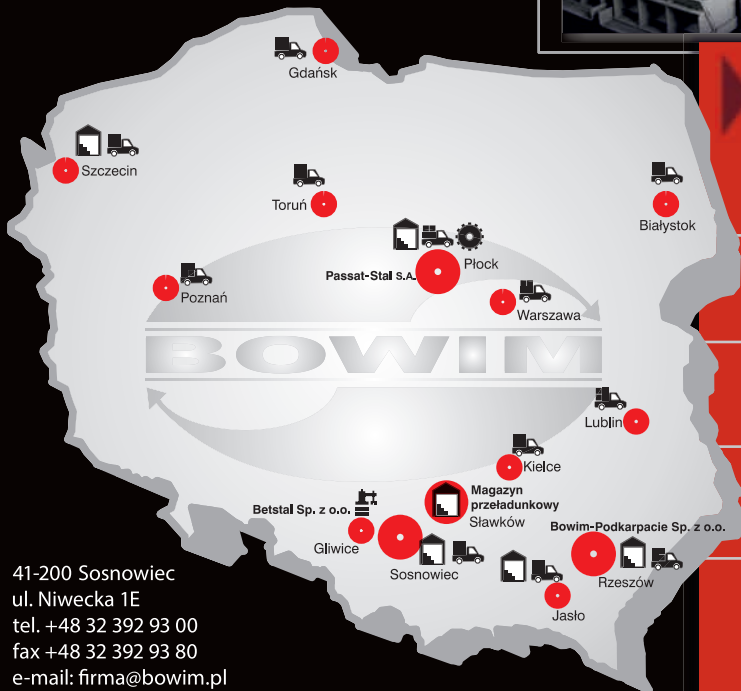 Gdańsk
Szczecin
Toruń
Białystok
Płock
Passat-Stal S.A.
Poznań
Warszawa
BOWIM
Lublin
Kielce
Magazyn
przeładunkowy
Sławków
Betstal Sp. z o.o.
Gliwice
Sosnowiec
Bowim-Podkarpacie Sp. z o.o.
Rzeszów
Jasło
41-200 Sosnowiec
ul. Niwecka 1E
tel. +48 32 392 93 00
fax +48 32 392 93 80
e-mail: firma@bowim.pl